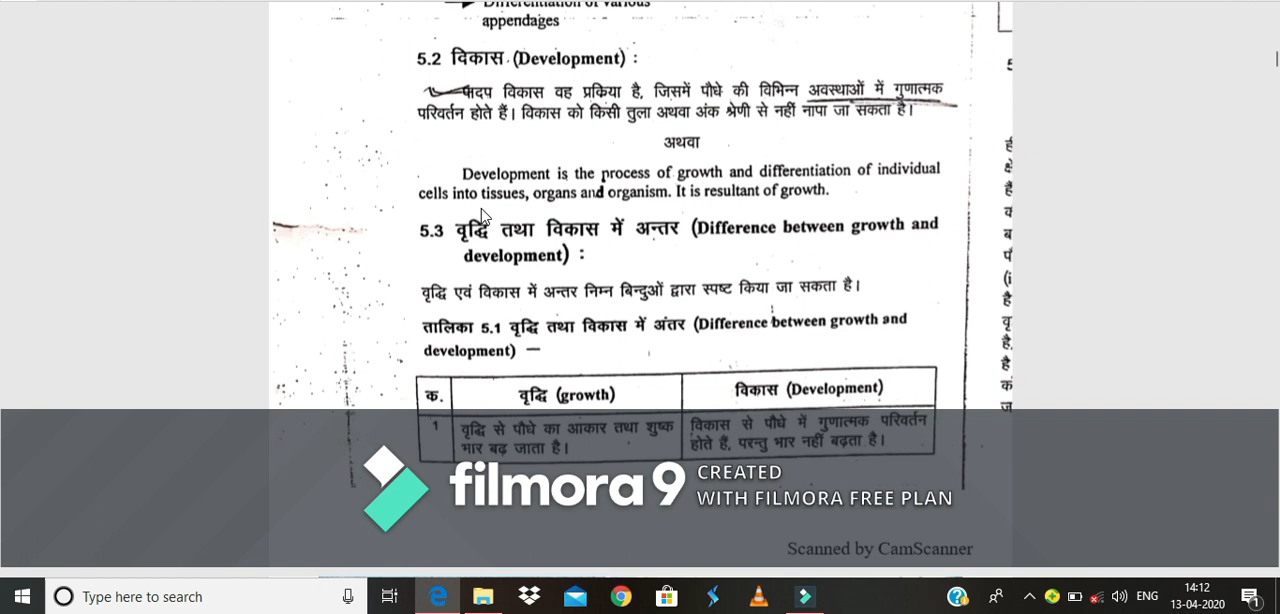 Differentiation of various
appendages
5.2 विकास (Development) :
पादप विकास वह प्रकिया है, जिसमें पौधे की विभिन्न अवस्थाओं में गुणात्मक
परिवर्तन होते हैं। विकास को किसी तुला अथवा अंक श्रेणी से नहीं नापा जा सकता है।
अथवा
Development is the process of growth and differentiation of individual
cells into tissues, organs and organism. It is resultant of growth.
5.3 वृद्धि तथा विकास में अन्तर (Difference between growth and
development) :
वृद्धि एवं विकास में अन्तर निम्न बिन्दुओं द्वारा स्पष्ट किया जा सकता है।
तालिका 5.1 वृद्धि तथा विकास में अंतर (Difference between growth and
development) —
क. वृद्धि (growth) विकास (Development)
1 वृद्धि से पौधे का आकार तथा शुष्क विकास से पौधे में गुणात्मक परिवर्तन
भार बढ़ जाता है। होते हैं, परन्तु भार नहीं बढ़ता है।
filmora 9 CREATED
WITH FILMORA FREE PLAN
Scanned by CamScanner
Type here to search
ENG
14:12
13-04-2020